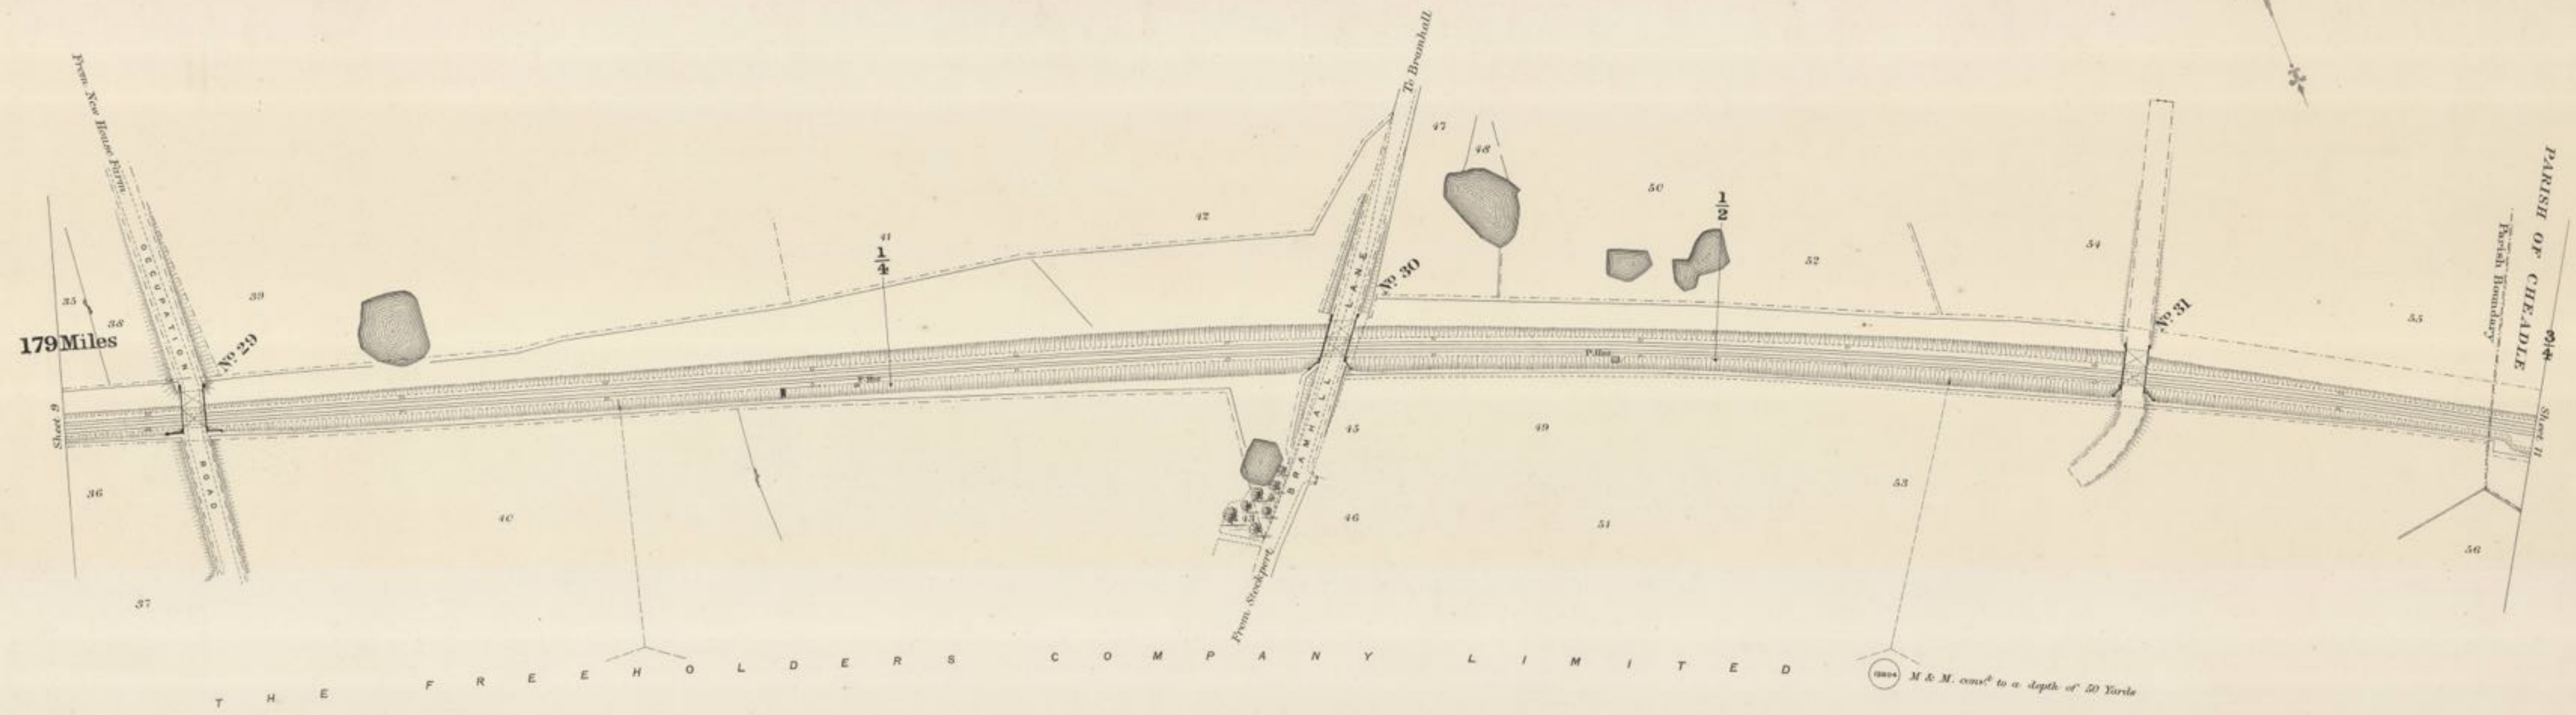 To Bramhall
From New House Farm
47
48
50
1/2
42
41
1/4
52
54
PARISH OF CHEADLE
Parish Boundary
OCCUPATION ROAD
35
38
39
179 Miles
No. 29
No. 30
No. 31
55
3/4
Sheet 9
Sheet 11
BRAMHALL LANE
45
49
36
40
43
46
51
53
56
37
From Stockport
THE FREEHOLDERS COMPANY LIMITED
M & M. cons.d to a depth of 50 Yards